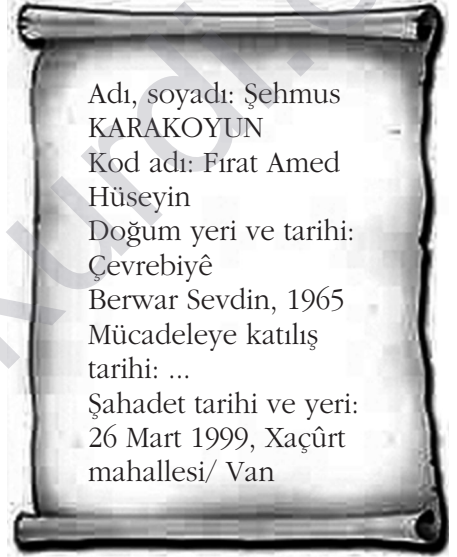 Adı, soyadı: Şehmus
KARAKOYUN
Kod adı: Fırat Amed
Hüseyin
Doğum yeri ve tarihi:
Çevrebiyê
Berwar Sevdin, 1965
Mücadeleye katılış
tarihi: ...
Şahadet tarihi ve yeri:
26 Mart 1999, Xaçûrt
mahallesi/ Van